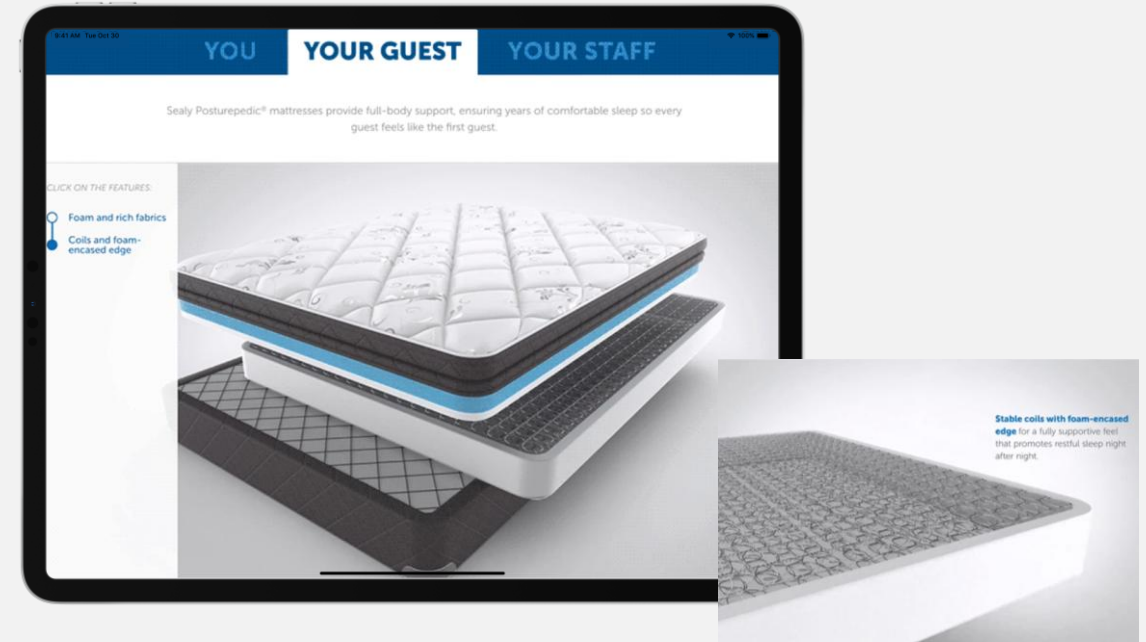 9:41 AM Tue Oct 30
100%
YOU
YOUR GUEST
YOUR STAFF
Sealy Posturepedic® mattresses provide full-body support, ensuring years of comfortable sleep so every
guest feels like the first guest.
CLICK ON THE FEATURES:
Foam and rich fabrics
Coils and foam-
encased edge
Stable coils with foam-encased
edge for a fully supportive feel
that promotes restful sleep night
after night.